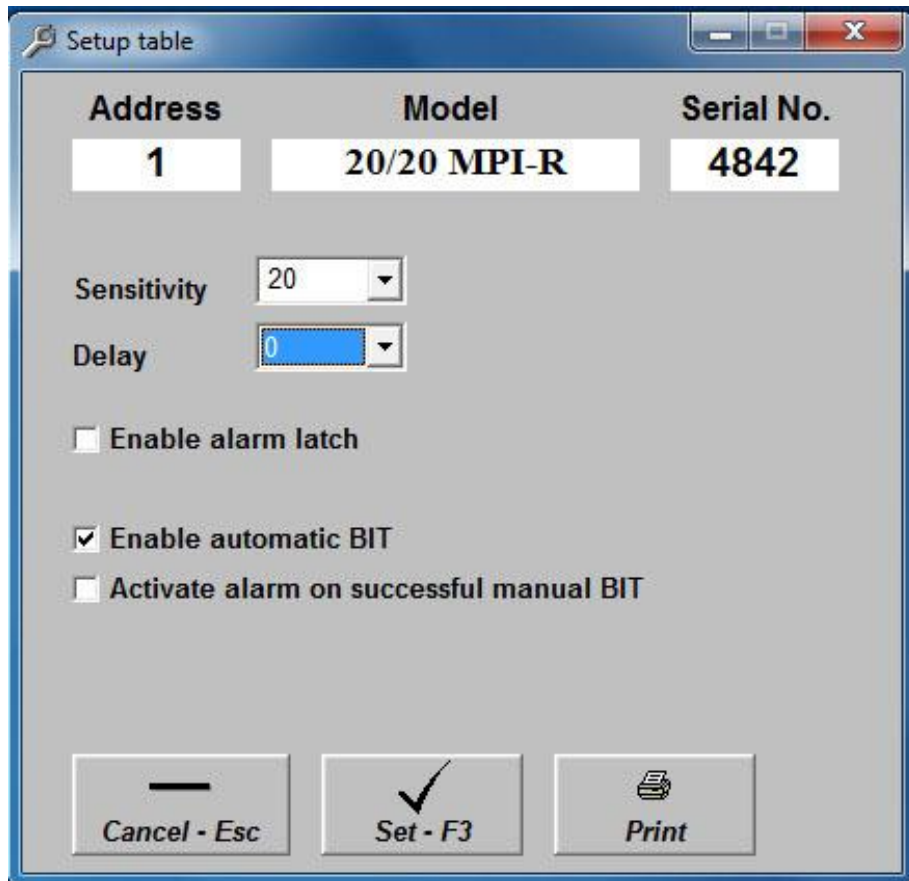 Setup table
Address Model Serial No.
1 20/20 MPI-R 4842
Sensitivity 20
Delay 0
Enable alarm latch
Enable automatic BIT
Activate alarm on successful manual BIT
Cancel - Esc Set - F3 Print